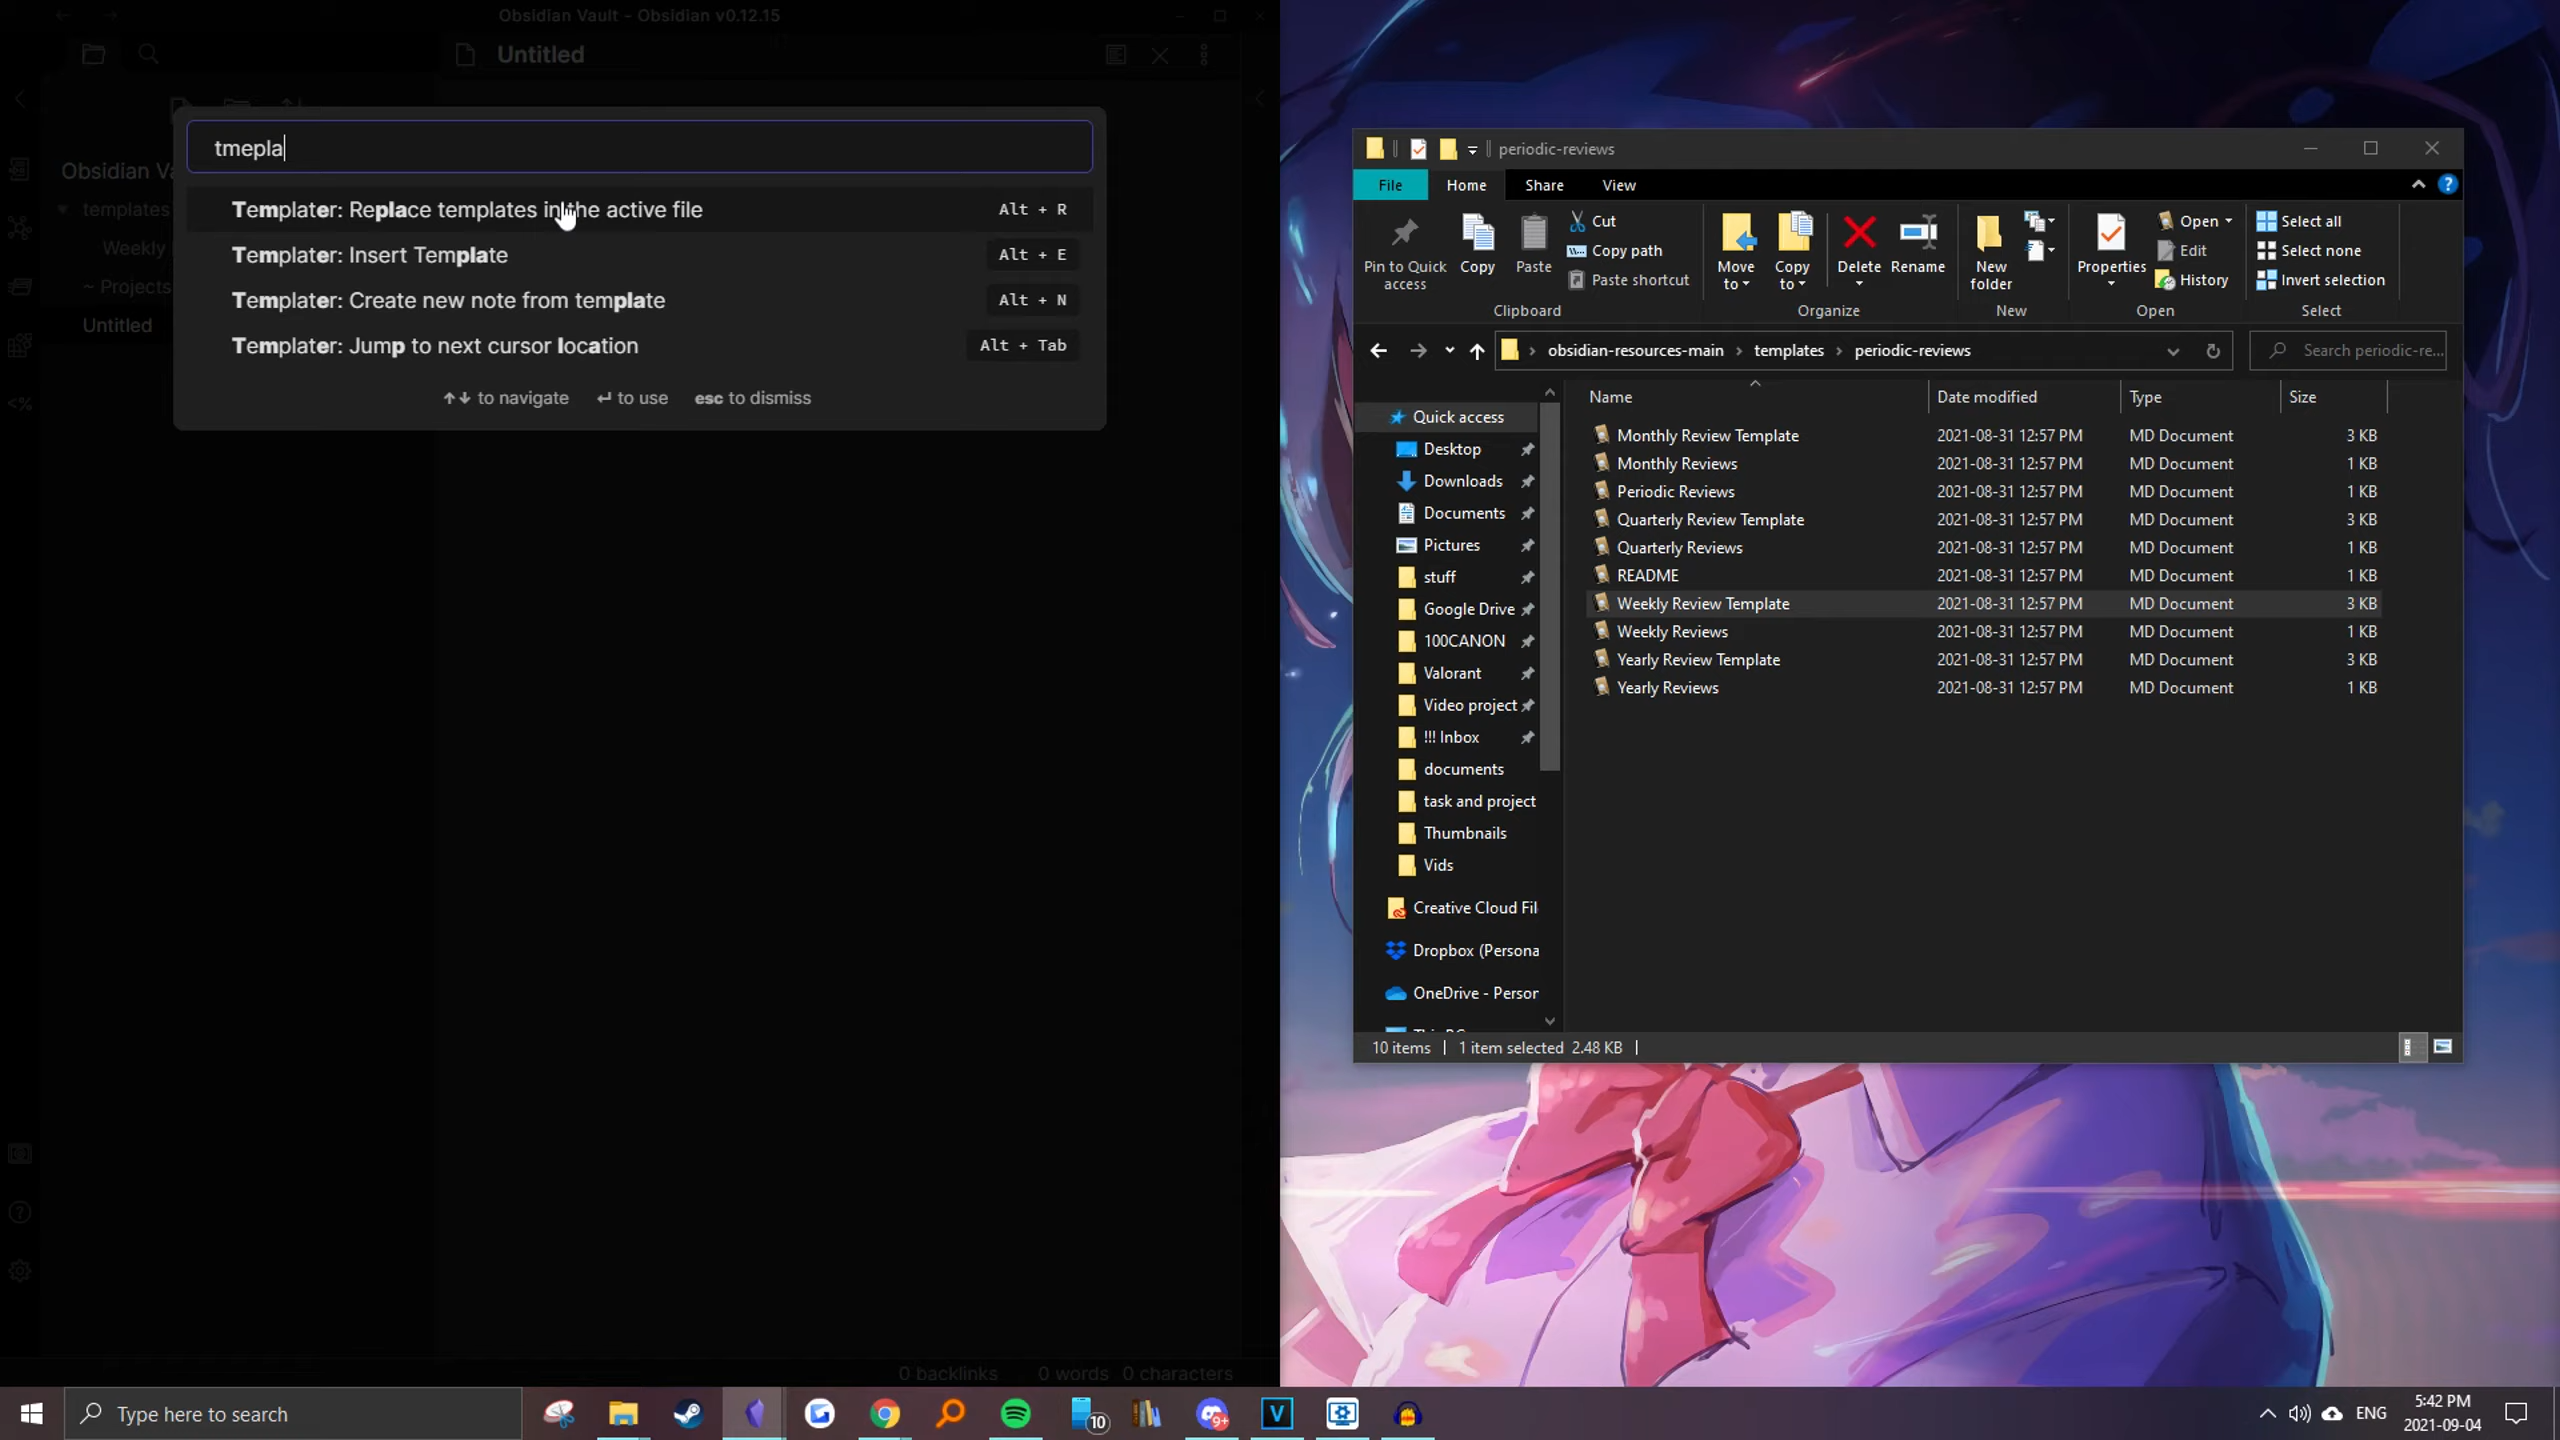 Obsidian Vault - Obsidian v0.12.15
Untitled
tmepla
Obsidian Va
templates
Weekly
~ Projects
Untitled
Templater: Replace templates in the active file Alt + R
Templater: Insert Template Alt + E
Templater: Create new note from template Alt + N
Templater: Jump to next cursor location Alt + Tab
↑↓ to navigate ↵ to use esc to dismiss
0 backlinks 0 words 0 characters
periodic-reviews
File Home Share View
Pin to Quick access
Copy
Paste
Cut
Copy path
Paste shortcut
Clipboard
Move to
Copy to
Delete
Rename
Organize
New folder
New
Properties
Open
Edit
History
Open
Select all
Select none
Invert selection
Select
obsidian-resources-main › templates › periodic-reviews
Search periodic-re...
Quick access
Desktop
Downloads
Documents
Pictures
stuff
Google Drive
100CANON
Valorant
Video project
!!! Inbox
documents
task and project
Thumbnails
Vids
Creative Cloud Fil
Dropbox (Persona
OneDrive - Person
Name Date modified Type Size
Monthly Review Template 2021-08-31 12:57 PM MD Document 3 KB
Monthly Reviews 2021-08-31 12:57 PM MD Document 1 KB
Periodic Reviews 2021-08-31 12:57 PM MD Document 1 KB
Quarterly Review Template 2021-08-31 12:57 PM MD Document 3 KB
Quarterly Reviews 2021-08-31 12:57 PM MD Document 1 KB
README 2021-08-31 12:57 PM MD Document 1 KB
Weekly Review Template 2021-08-31 12:57 PM MD Document 3 KB
Weekly Reviews 2021-08-31 12:57 PM MD Document 1 KB
Yearly Review Template 2021-08-31 12:57 PM MD Document 3 KB
Yearly Reviews 2021-08-31 12:57 PM MD Document 1 KB
10 items 1 item selected 2.48 KB
Type here to search
10
9+
V
ENG
5:42 PM
2021-09-04